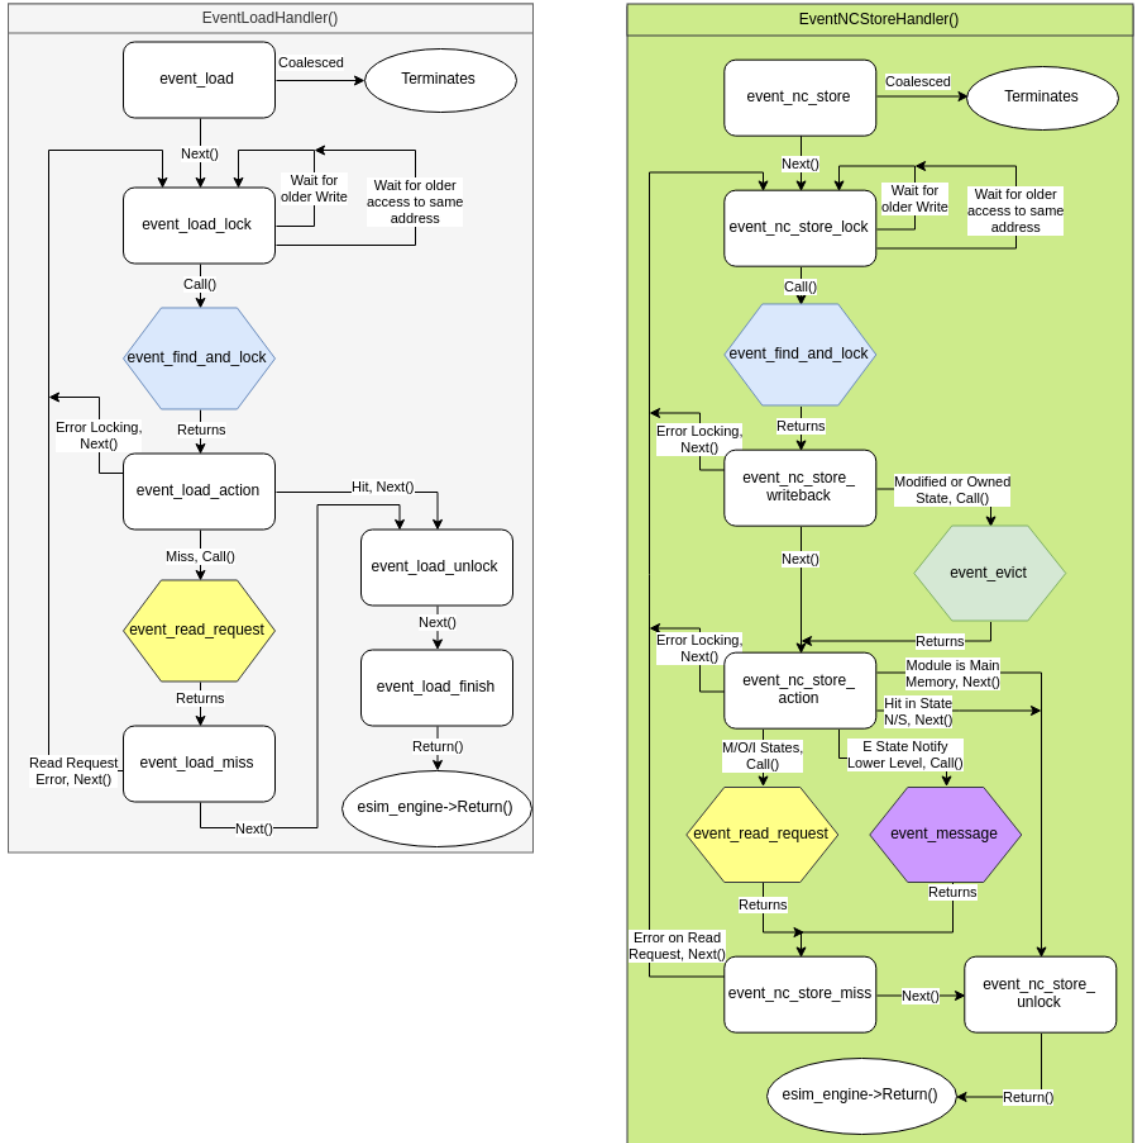 EventLoadHandler()
event_load
Coalesced
Terminates
Next()
Wait for
older Write
Wait for older
access to same
address
event_load_lock
Call()
event_find_and_lock
Error Locking,
Next()
Returns
event_load_action
Hit, Next()
Miss, Call()
event_load_unlock
event_read_request
Next()
Returns
event_load_finish
Read Request
Error, Next()
event_load_miss
Return()
Next()
esim_engine->Return()
EventNCStoreHandler()
event_nc_store
Coalesced
Terminates
Next()
Wait for
older Write
Wait for older
access to same
address
event_nc_store_lock
Call()
event_find_and_lock
Error Locking,
Next()
Returns
event_nc_store_
writeback
Modified or Owned
State, Call()
Next()
event_evict
Returns
Error Locking,
Next()
event_nc_store_
action
Module is Main
Memory, Next()
Hit in State
N/S, Next()
M/O/I States,
Call()
E State Notify
Lower Level, Call()
event_read_request
event_message
Returns
Returns
Error on Read
Request, Next()
event_nc_store_miss
Next()
event_nc_store_
unlock
esim_engine->Return()
Return()